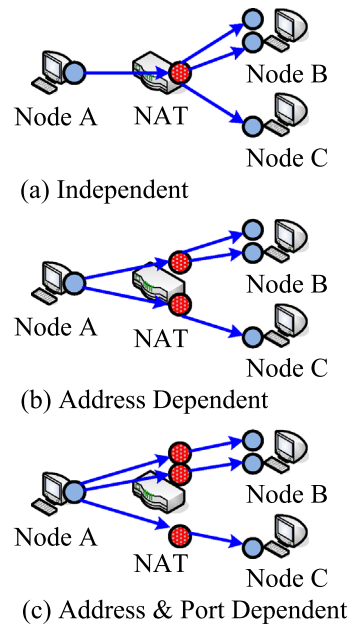 Node A
NAT
Node B
Node C
(a) Independent
Node A
NAT
Node B
Node C
(b) Address Dependent
Node A
NAT
Node B
Node C
(c) Address & Port Dependent